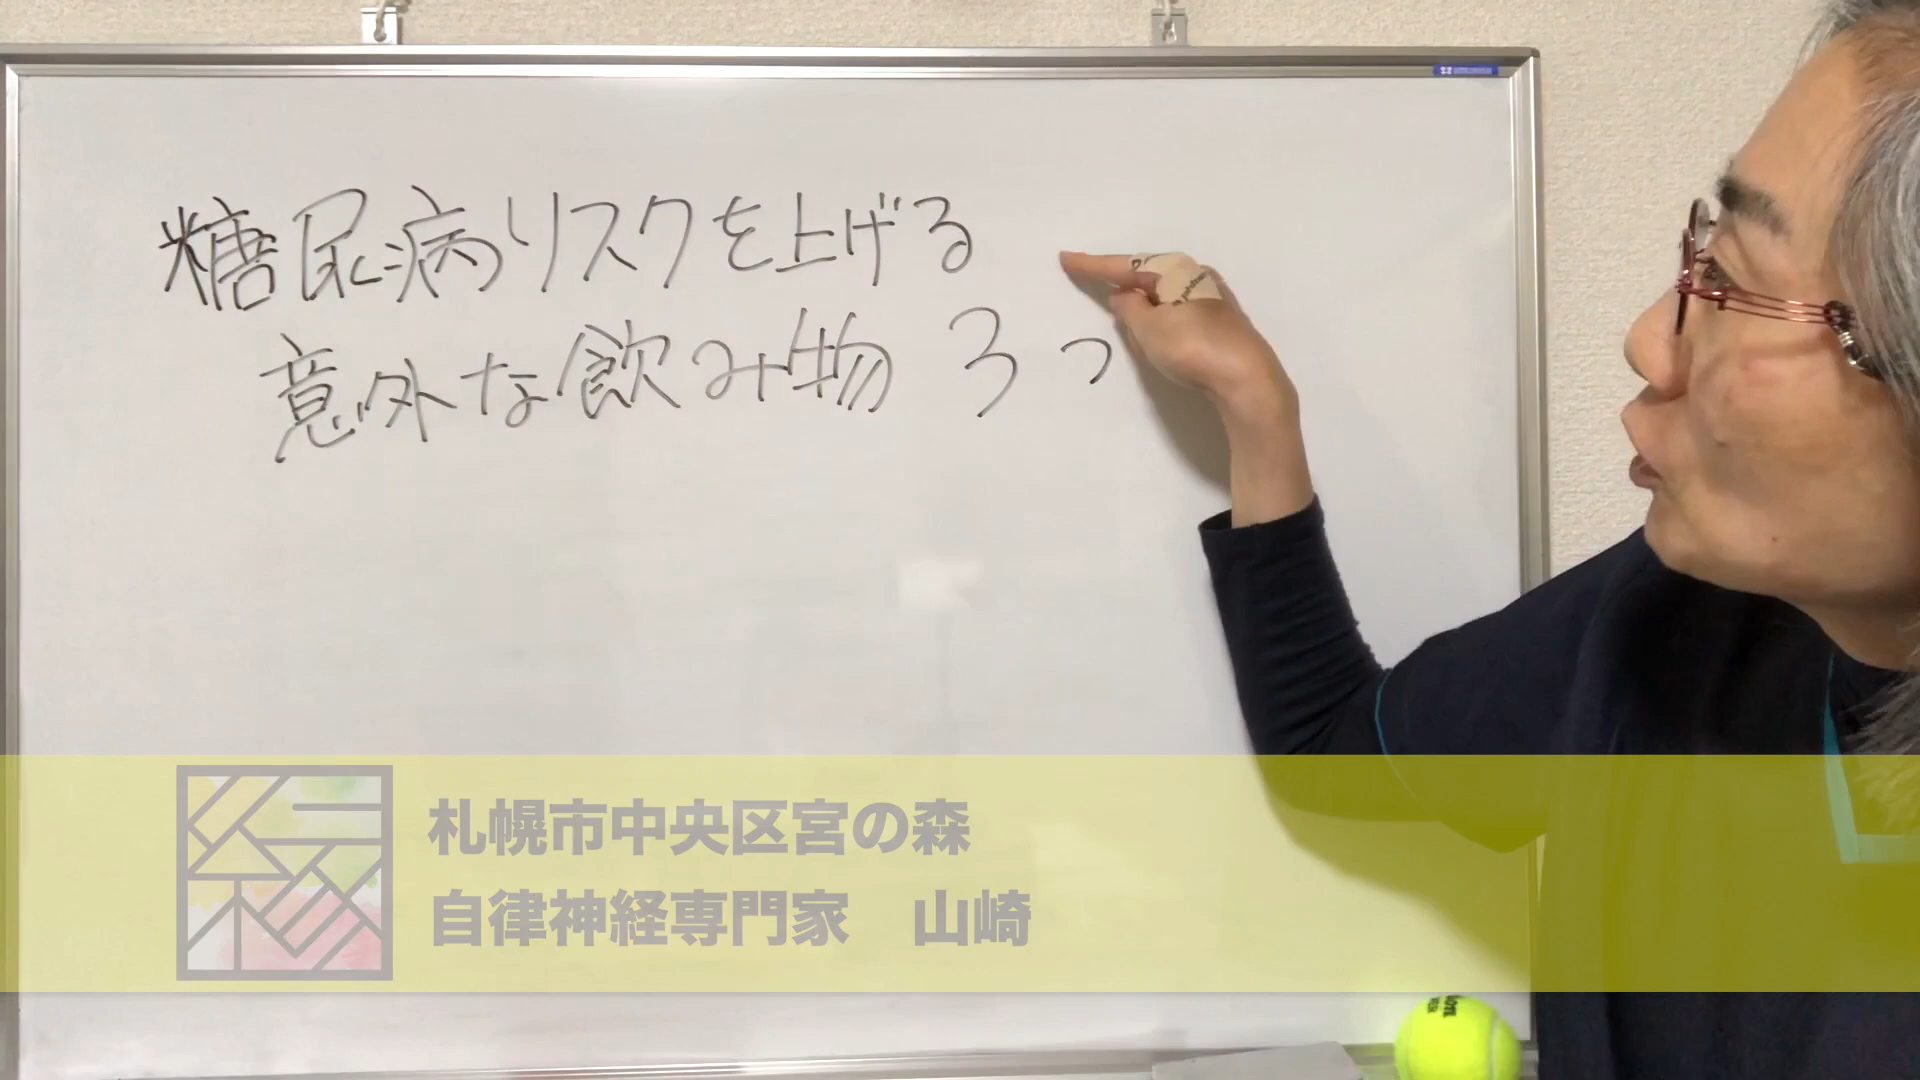 糖尿病リスクを上げる
意外な飲み物 3つ
札幌市中央区宮の森
自律神経専門家　山崎